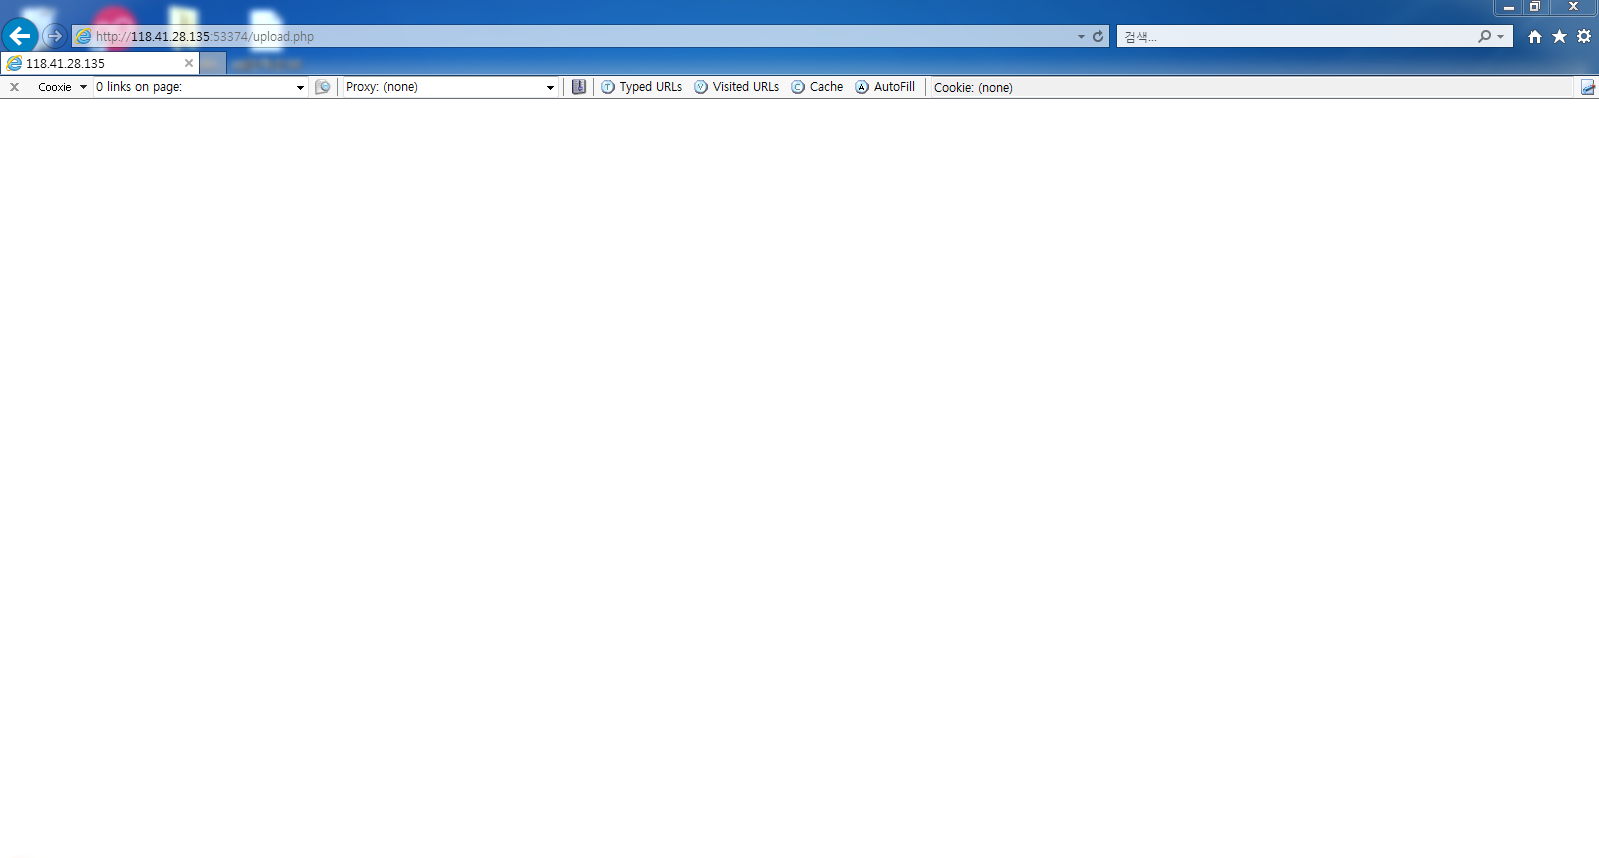 http://118.41.28.135:53374/upload.php
검색...
118.41.28.135
Cooxie
0 links on page:
Proxy: (none)
Typed URLs
Visited URLs
Cache
AutoFill
Cookie: (none)